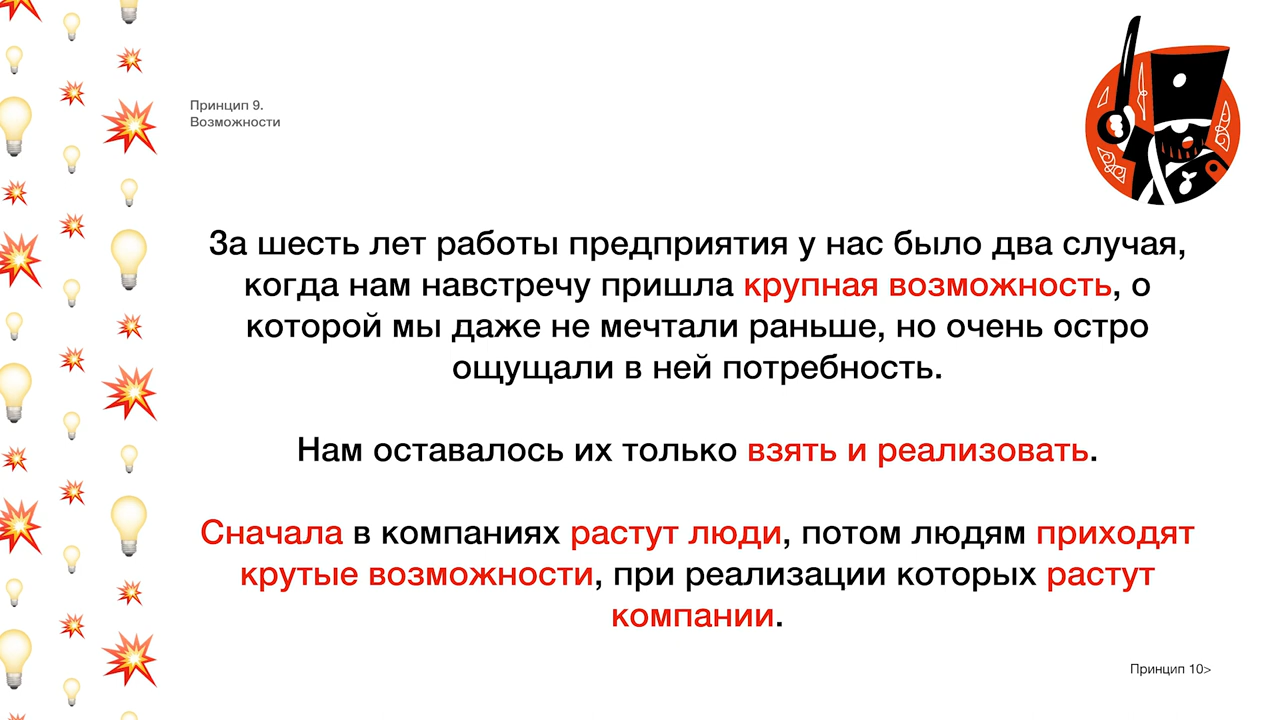 Принцип 9.
Возможности
За шесть лет работы предприятия у нас было два случая,
когда нам навстречу пришла крупная возможность, о
которой мы даже не мечтали раньше, но очень остро
ощущали в ней потребность.
Нам оставалось их только взять и реализовать.
Сначала в компаниях растут люди, потом людям приходят
крутые возможности, при реализации которых растут
компании.
Принцип 10>